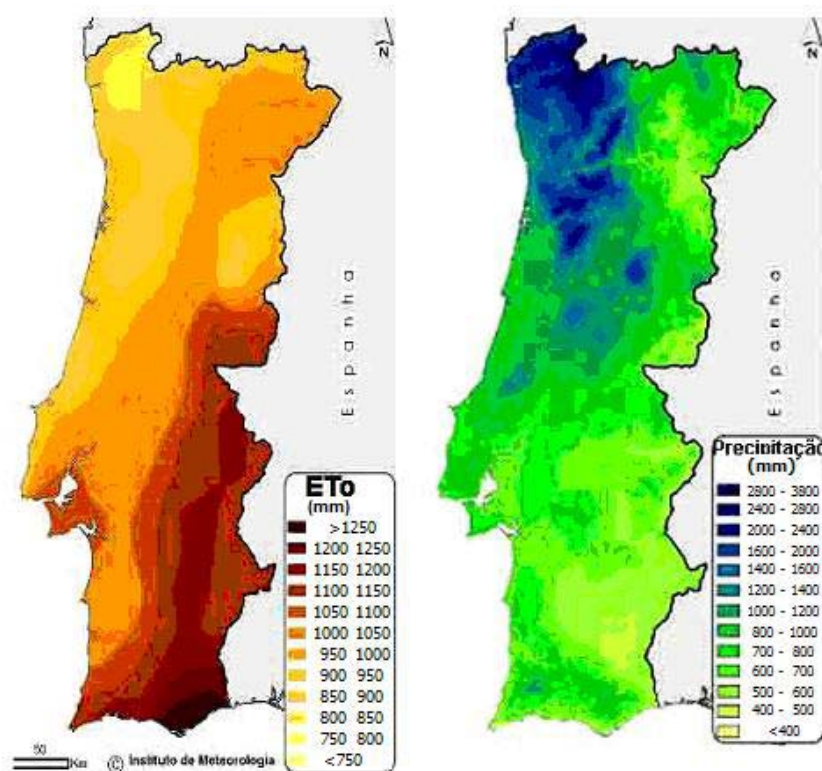 N
Espanha
ETo
(mm)
>1250
1200 1250
1150 1200
1100 1150
1050 1100
1000 1050
950 1000
900 950
850 900
800 850
750 800
<750
50
Km
© Instituto de Meteorologia
N
Espanha
Precipitação
(mm)
2800 - 3800
2400 - 2800
2000 - 2400
1600 - 2000
1400 - 1600
1200 - 1400
1000 - 1200
800 - 1000
700 - 800
600 - 700
500 - 600
400 - 500
<400